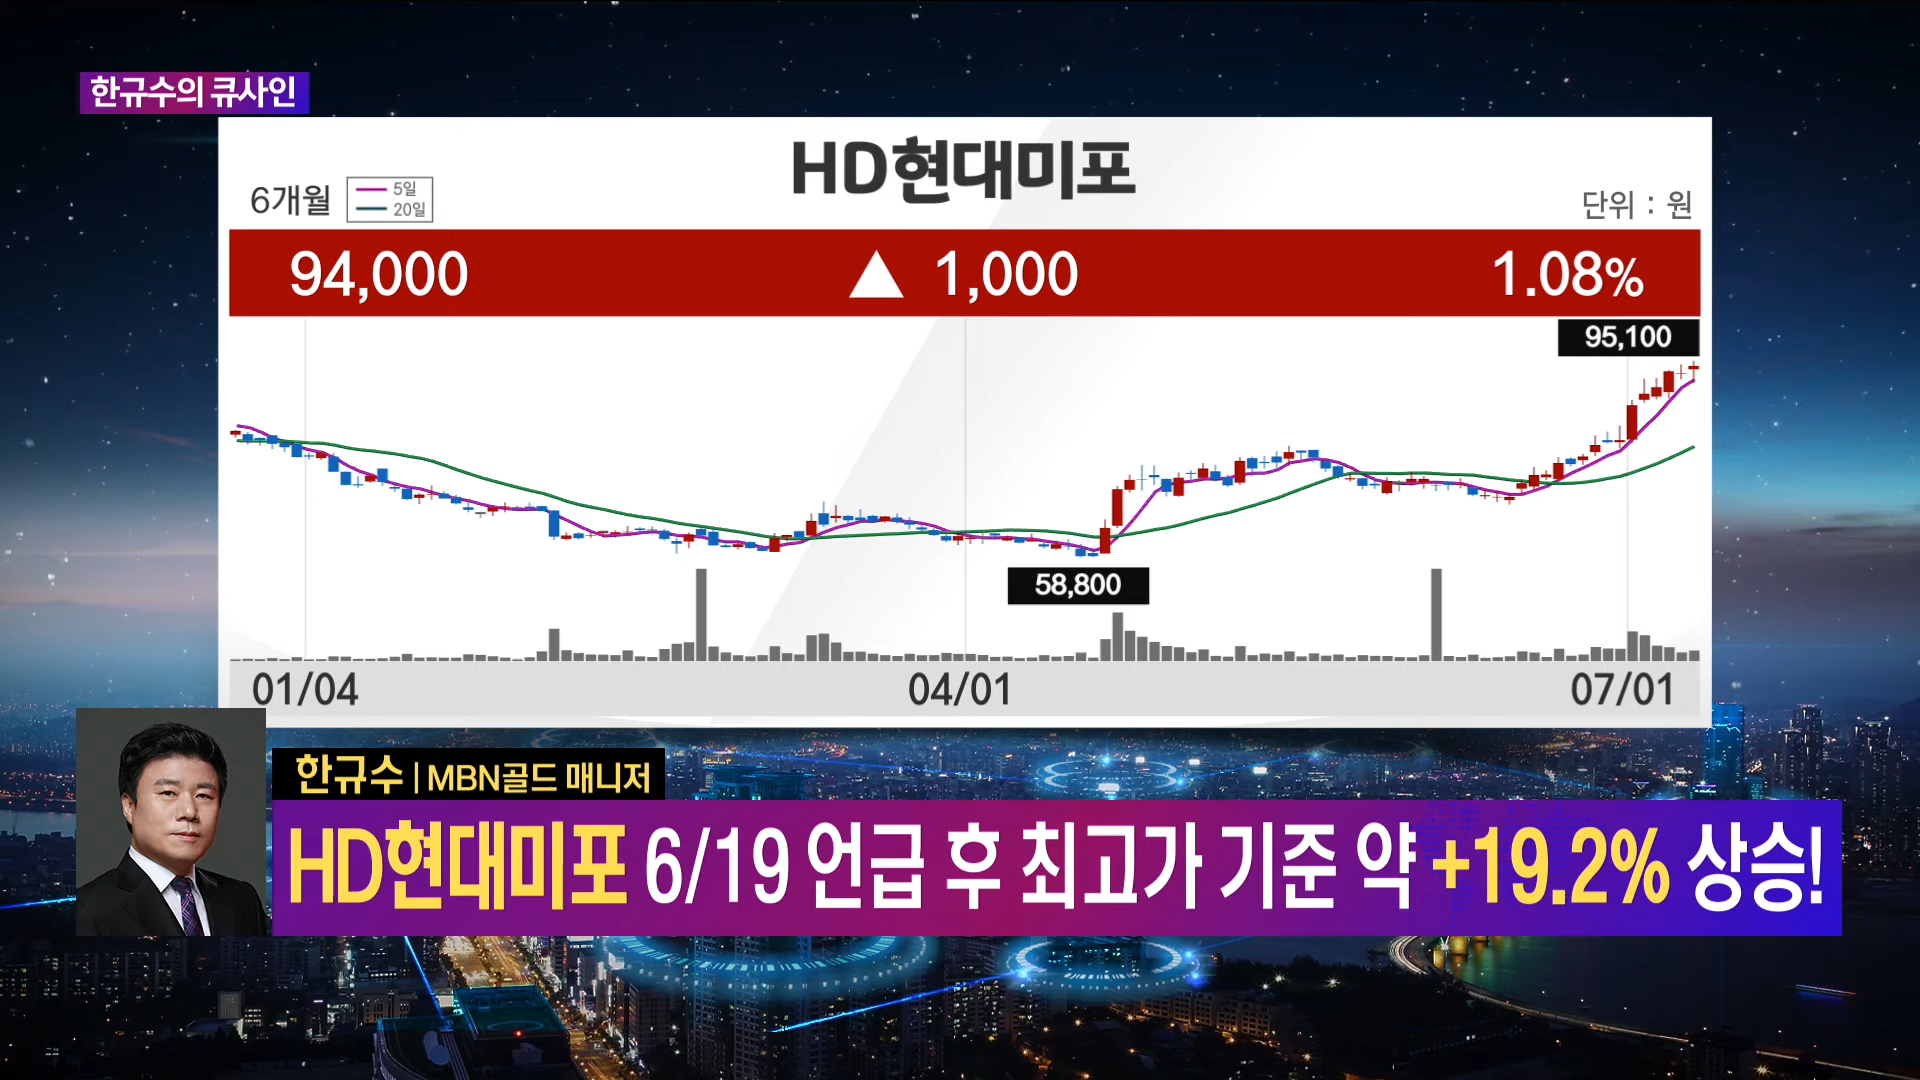 한규수의 큐사인
HD현대미포
6개월
5일
20일
단위 : 원
94,000 ▲ 1,000 1.08%
95,100
58,800
01/04 04/01 07/01
한규수 | MBN골드 매니저
HD현대미포 6/19 언급 후 최고가 기준 약 +19.2% 상승!